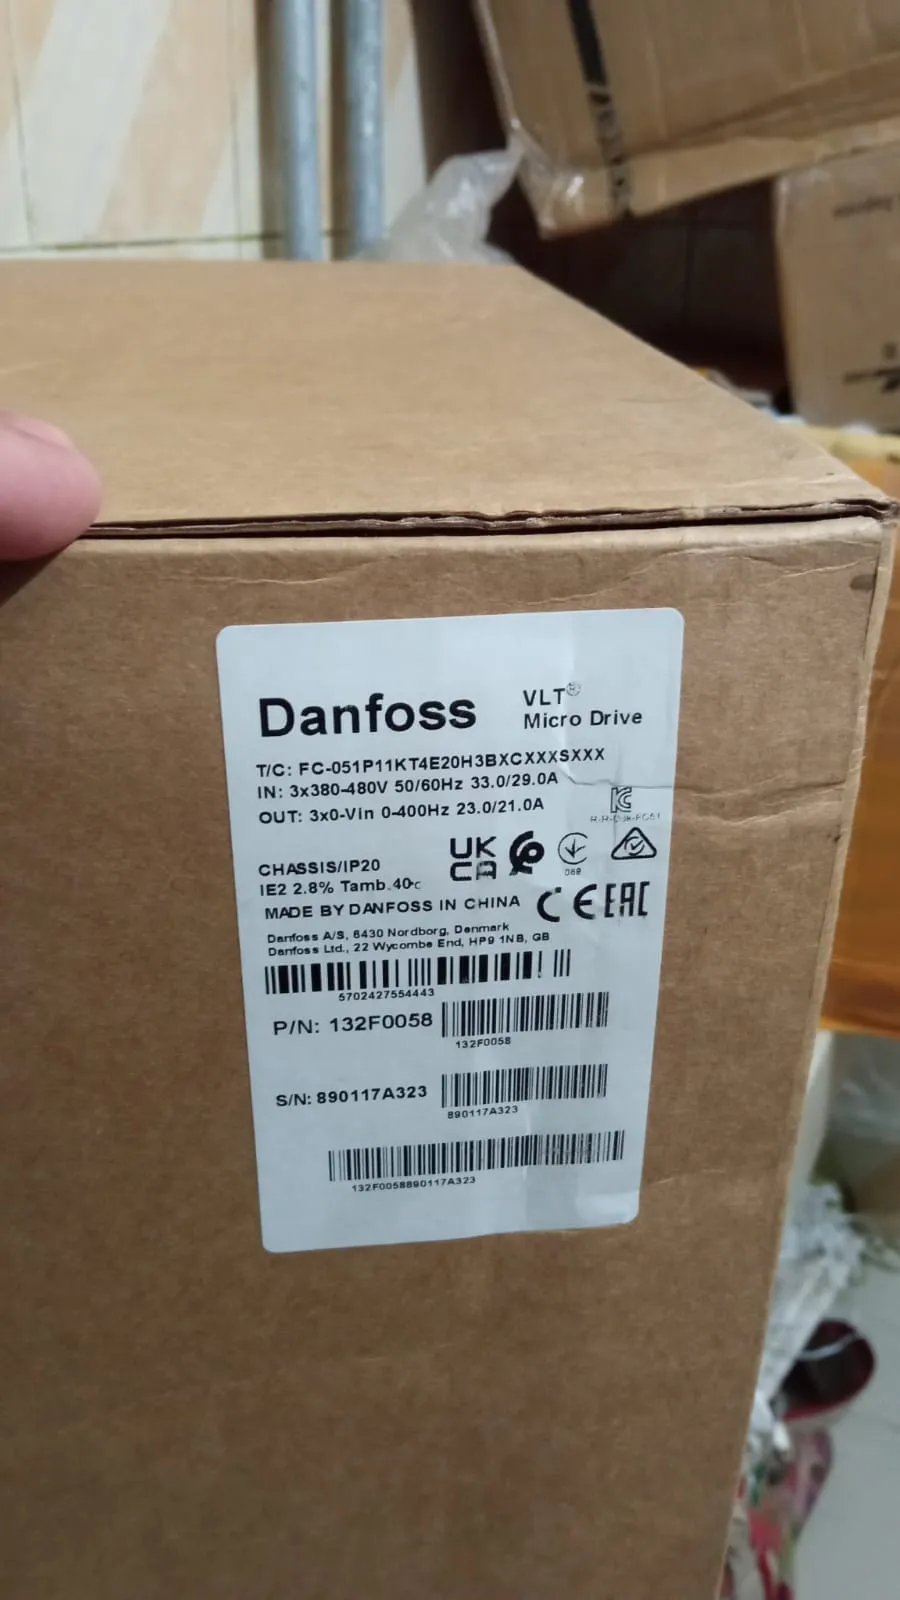 Danfoss
VLT®
Micro Drive
T/C: FC-051P11KT4E20H3BXCXXXSXXX
IN: 3x380-480V 50/60Hz 33.0/29.0A
OUT: 3x0-Vin 0-400Hz 23.0/21.0A
CHASSIS/IP20
IE2 2.8% Tamb.40°C
UK
CA
089
MADE BY DANFOSS IN CHINA
CE EAC
Danfoss A/S, 6430 Nordborg, Denmark
Danfoss Ltd., 22 Wycombe End, HP9 1NB, GB
5702427554443
P/N: 132F0058
132F0058
S/N: 890117A323
890117A323
132F0058890117A323